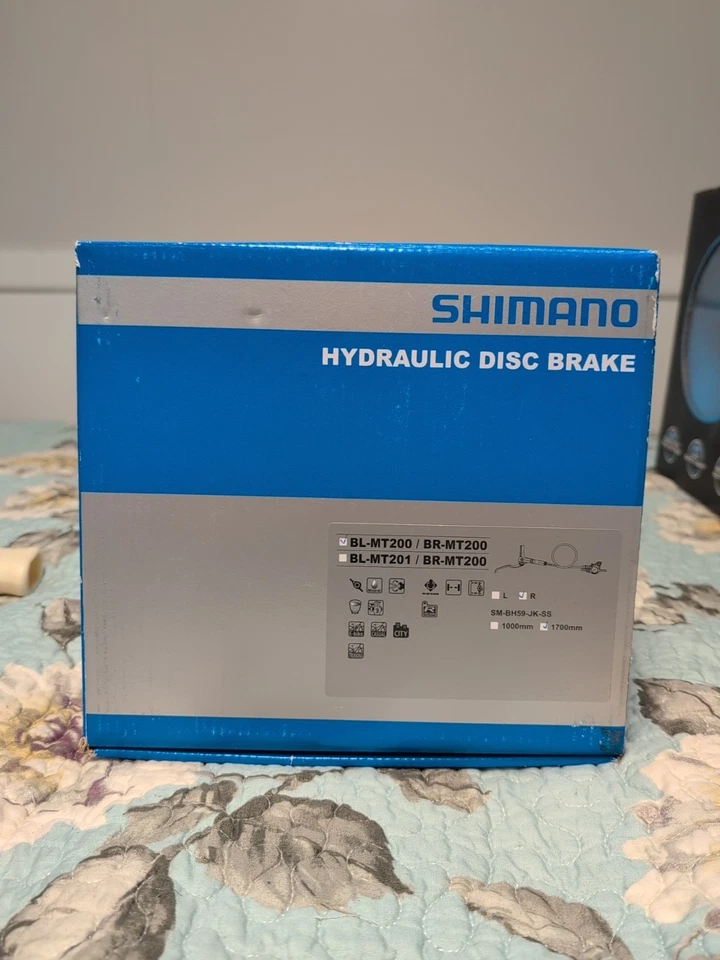 SHIMANO
HYDRAULIC DISC BRAKE
BL-MT200 / BR-MT200
BL-MT201 / BR-MT200
L R
SM-BH59-JK-SS
1000mm 1700mm
CITY